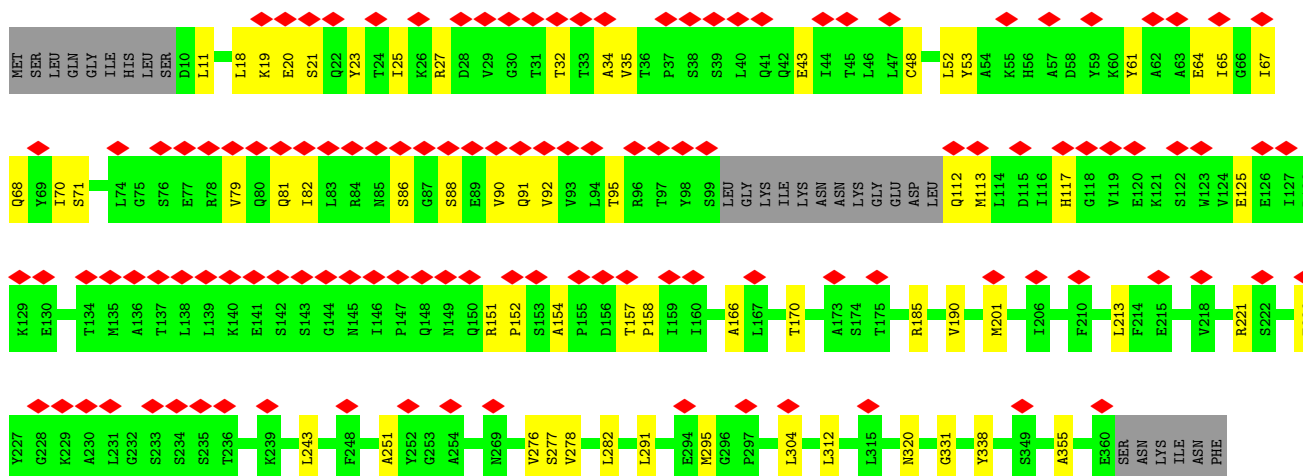 MET SER LEU GLN GLY ILE HIS LEU SER D10 L11 L18 K19 E20 S21 Q22 Y23 T24 I25 K26 R27 D28 V29 G30 T31 T32 T33 A34 V35 T36 P37 S38 S39 L40 Q41 Q42 E43 I44 T45 L46 L47 C48 L52 Y53 A54 K55 H56 A57 D58 Y59 K60 Y61 A62 A63 E64 I65 G66 I67
Q68 Y69 I70 S71 L74 G75 S76 E77 R78 V79 Q80 Q81 I82 L83 R84 N85 S86 G87 S88 E89 V90 Q91 V92 V93 L94 T95 R96 T97 Y98 S99 LEU GLY LYS ILE LYS ASN ASN LYS GLY GLU ASP LEU Q112 M113 L114 D115 I116 H117 G118 V119 E120 K121 S122 W123 V124 E125 E126 I127
K129 E130 T134 M135 A136 T137 L138 L139 K140 E141 S142 S143 G144 N145 I146 P147 Q148 N149 Q150 R151 P152 S153 A154 P155 D156 T157 P158 I159 I160 A166 L167 T170 A173 S174 T175 R185 V190 M201 I206 F210 L213 F214 E215 V218 R221 S222
Y227 G228 K229 A230 L231 G232 S233 S234 S235 T236 K239 L243 F248 A251 Y252 G253 A254 N269 V276 S277 V278 L282 L291 E294 M295 G296 P297 L304 L312 L315 N320 G331 Y338 S349 A355 E360 SER ASN LYS ILE ASN PHE